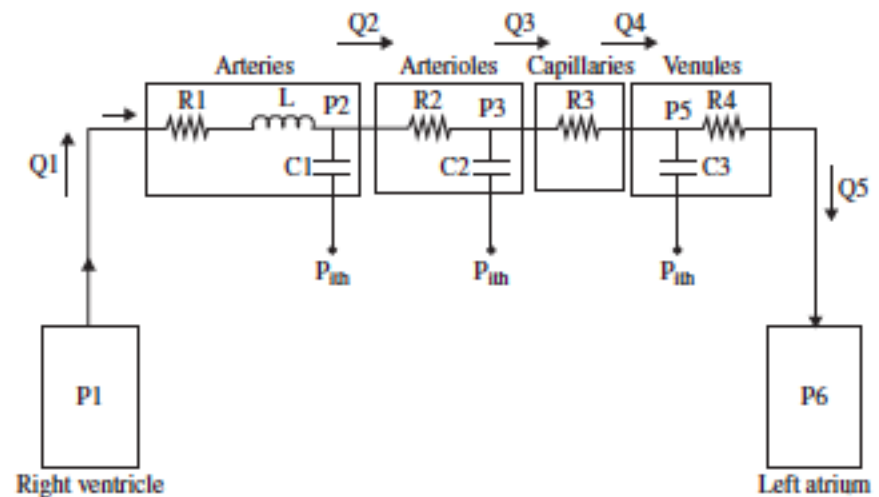 Q2 Q3 Q4
Arteries Arterioles Capillaries Venules
R1 L P2 R2 P3 R3 P5 R4
Q1 C1 C2 C3 Q5
Pith Pith Pith
P1 P6
Right ventricle Left atrium